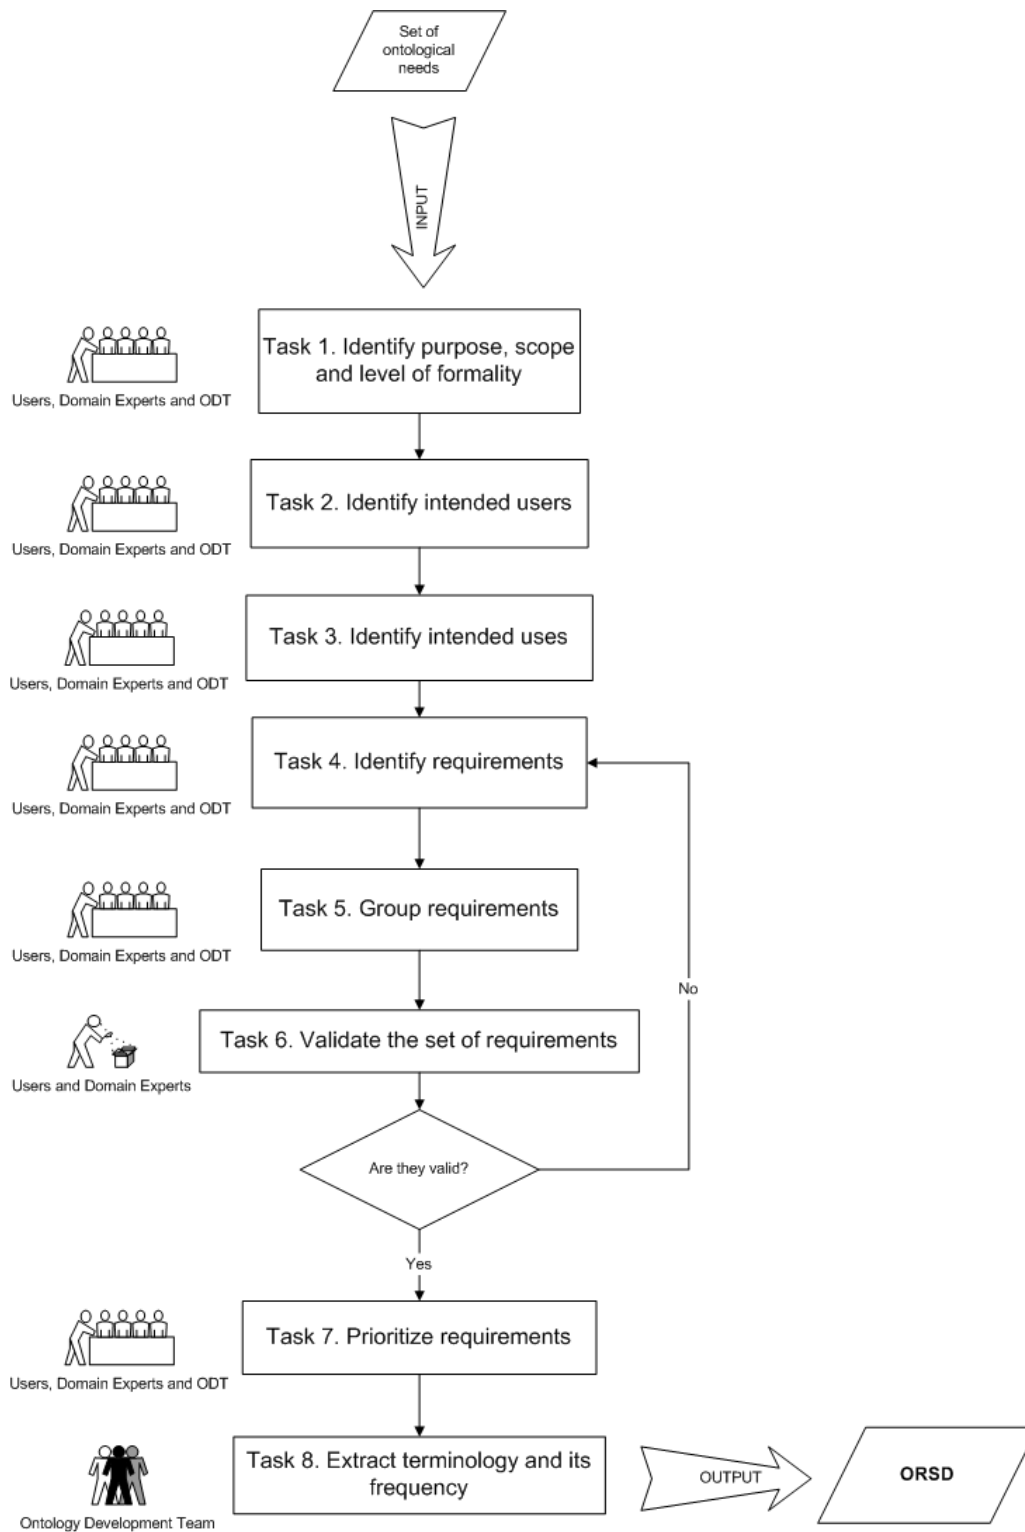 Set of
ontological
needs
INPUT
Task 1. Identify purpose, scope
and level of formality
Users, Domain Experts and ODT
Task 2. Identify intended users
Users, Domain Experts and ODT
Task 3. Identify intended uses
Users, Domain Experts and ODT
Task 4. Identify requirements
Users, Domain Experts and ODT
Task 5. Group requirements
Users, Domain Experts and ODT
No
Task 6. Validate the set of requirements
Users and Domain Experts
Are they valid?
Yes
Task 7. Prioritize requirements
Users, Domain Experts and ODT
Task 8. Extract terminology and its
frequency
OUTPUT
ORSD
Ontology Development Team